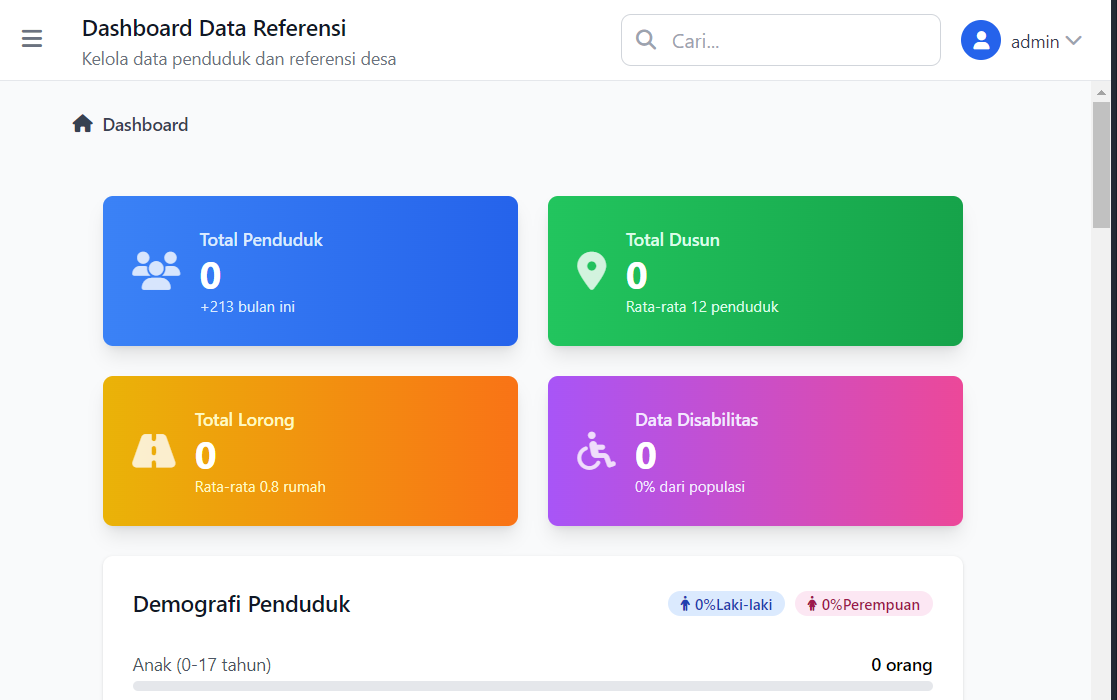 Dashboard Data Referensi
Kelola data penduduk dan referensi desa
Cari...
admin
Dashboard
Total Penduduk
0
+213 bulan ini
Total Dusun
0
Rata-rata 12 penduduk
Total Lorong
0
Rata-rata 0.8 rumah
Data Disabilitas
0
0% dari populasi
Demografi Penduduk
0%Laki-laki
0%Perempuan
Anak (0-17 tahun)
0 orang